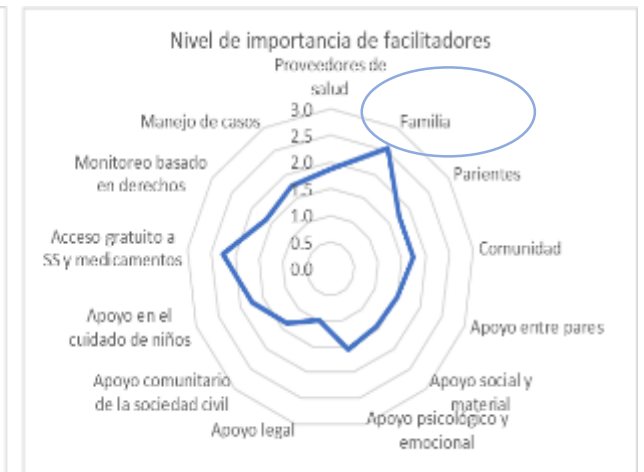 Nivel de importancia de facilitadores
Proveedores de
salud
Familia
Parientes
Comunidad
Apoyo entre pares
Apoyo social y
material
Apoyo psicológico y
emocional
Apoyo legal
Apoyo comunitario
de la sociedad civil
Apoyo en el
cuidado de niños
Acceso gratuito a
SS y medicamentos
Monitoreo basado
en derechos
Manejo de casos
3.0
2.5
2.0
1.5
1.0
0.5
0.0